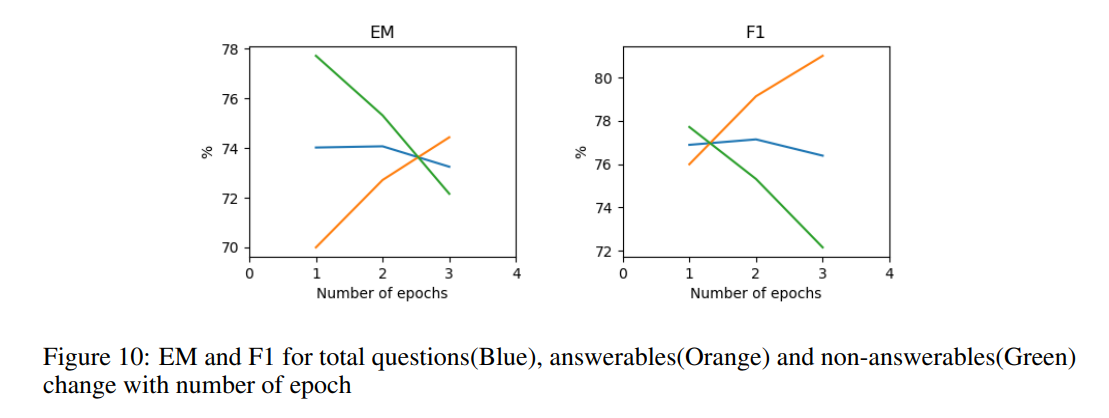 EM
78
76
74
72
70
%
0 1 2 3 4
Number of epochs
F1
80
78
76
74
72
%
0 1 2 3 4
Number of epochs
Figure 10: EM and F1 for total questions(Blue), answerables(Orange) and non-answerables(Green)
change with number of epoch